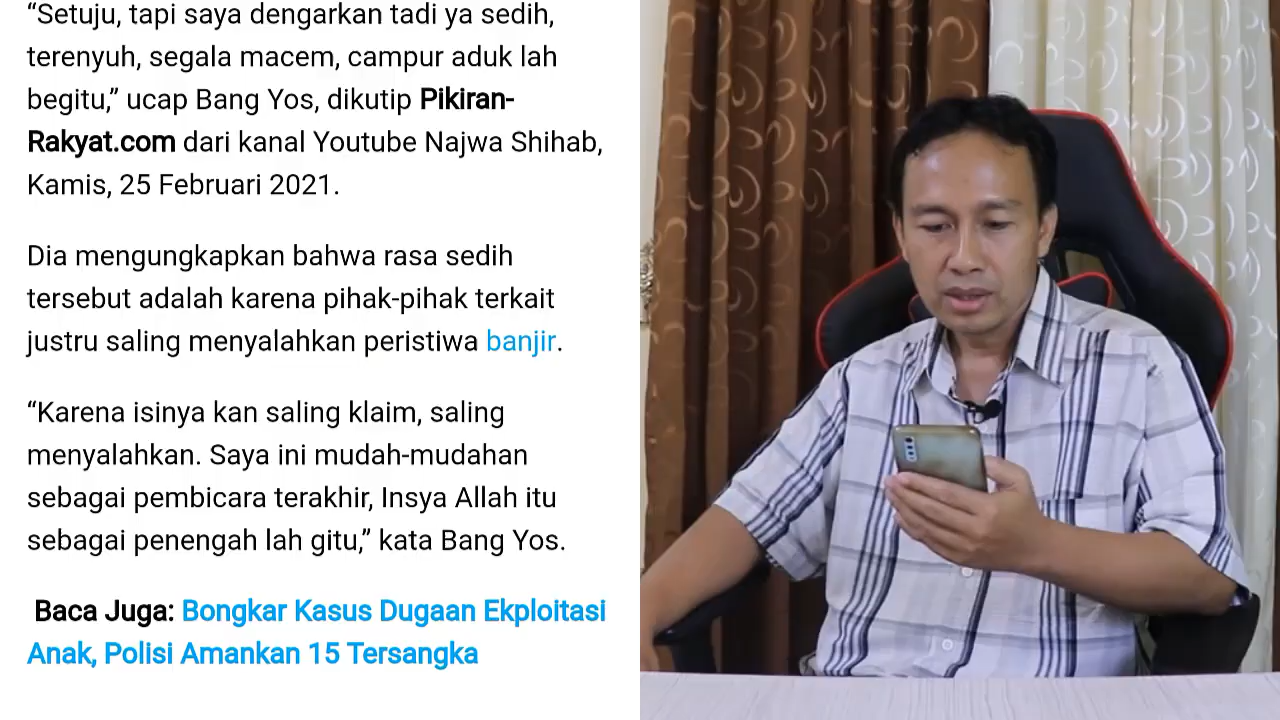 “Setuju, tapi saya dengarkan tadi ya sedih,
terenyuh, segala macem, campur aduk lah
begitu,” ucap Bang Yos, dikutip Pikiran-
Rakyat.com dari kanal Youtube Najwa Shihab,
Kamis, 25 Februari 2021.
Dia mengungkapkan bahwa rasa sedih
tersebut adalah karena pihak-pihak terkait
justru saling menyalahkan peristiwa banjir.
“Karena isinya kan saling klaim, saling
menyalahkan. Saya ini mudah-mudahan
sebagai pembicara terakhir, Insya Allah itu
sebagai penengah lah gitu,” kata Bang Yos.
Baca Juga: Bongkar Kasus Dugaan Ekploitasi
Anak, Polisi Amankan 15 Tersangka